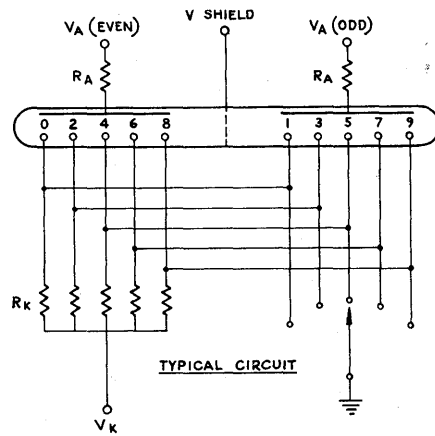 VA (EVEN)
V SHIELD
VA (ODD)
RA
RA
0 2 4 6 8
1 3 5 7 9
RK
TYPICAL CIRCUIT
VK